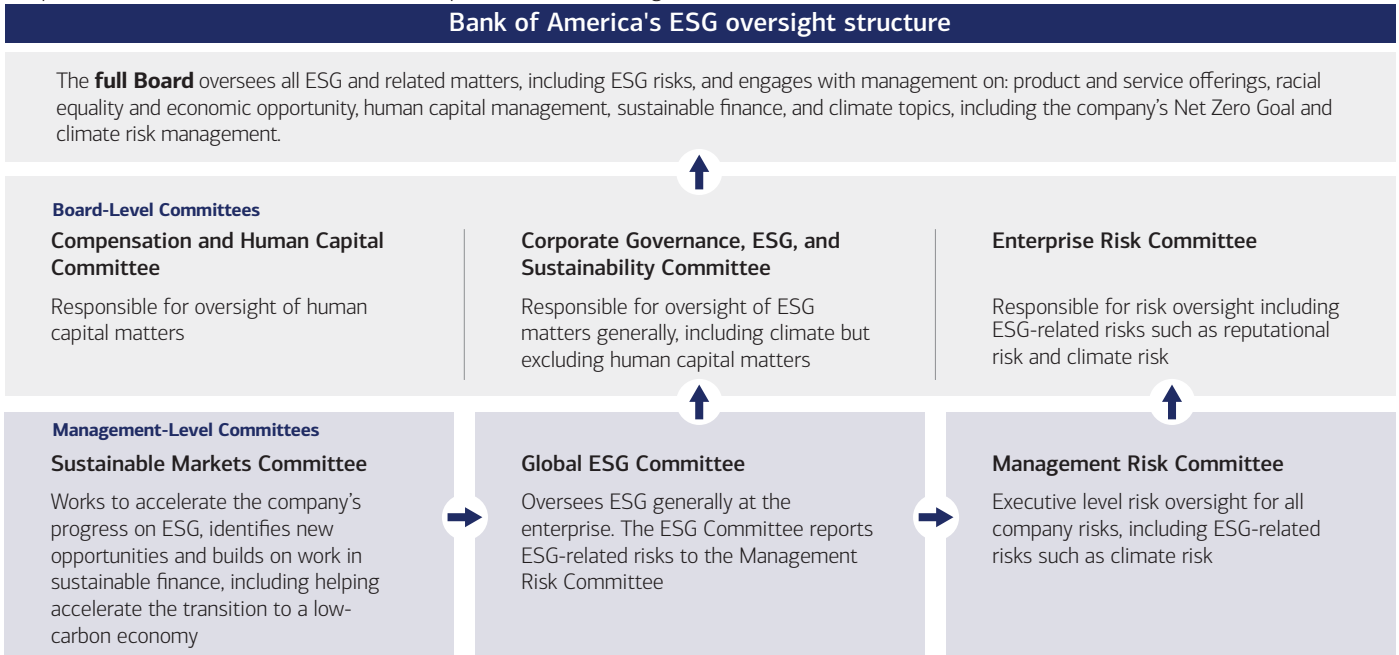 Bank of America's ESG oversight structure
The full Board oversees all ESG and related matters, including ESG risks, and engages with management on: product and service offerings, racial
equality and economic opportunity, human capital management, sustainable finance, and climate topics, including the company's Net Zero Goal and
climate risk management.
Board-Level Committees
Compensation and Human Capital
Committee
Responsible for oversight of human
capital matters
Corporate Governance, ESG, and
Sustainability Committee
Responsible for oversight of ESG
matters generally, including climate but
excluding human capital matters
Enterprise Risk Committee
Responsible for risk oversight including
ESG-related risks such as reputational
risk and climate risk
Management-Level Committees
Sustainable Markets Committee
Works to accelerate the company's
progress on ESG, identifies new
opportunities and builds on work in
sustainable finance, including helping
accelerate the transition to a low-
carbon economy
Global ESG Committee
Oversees ESG generally at the
enterprise. The ESG Committee reports
ESG-related risks to the Management
Risk Committee
Management Risk Committee
Executive level risk oversight for all
company risks, including ESG-related
risks such as climate risk